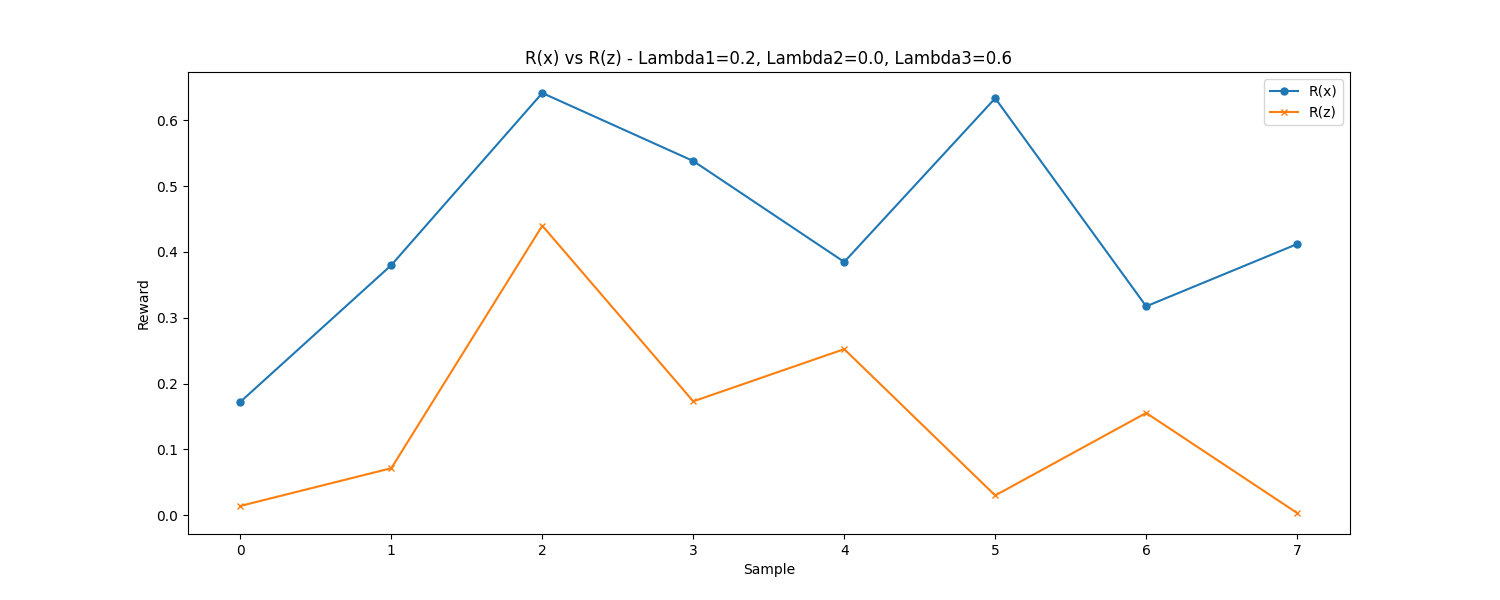 R(x) vs R(z) - Lambda1=0.2, Lambda2=0.0, Lambda3=0.6
R(x)
R(z)
0.6
0.5
0.4
0.3
0.2
0.1
0.0
Reward
0 1 2 3 4 5 6 7
Sample